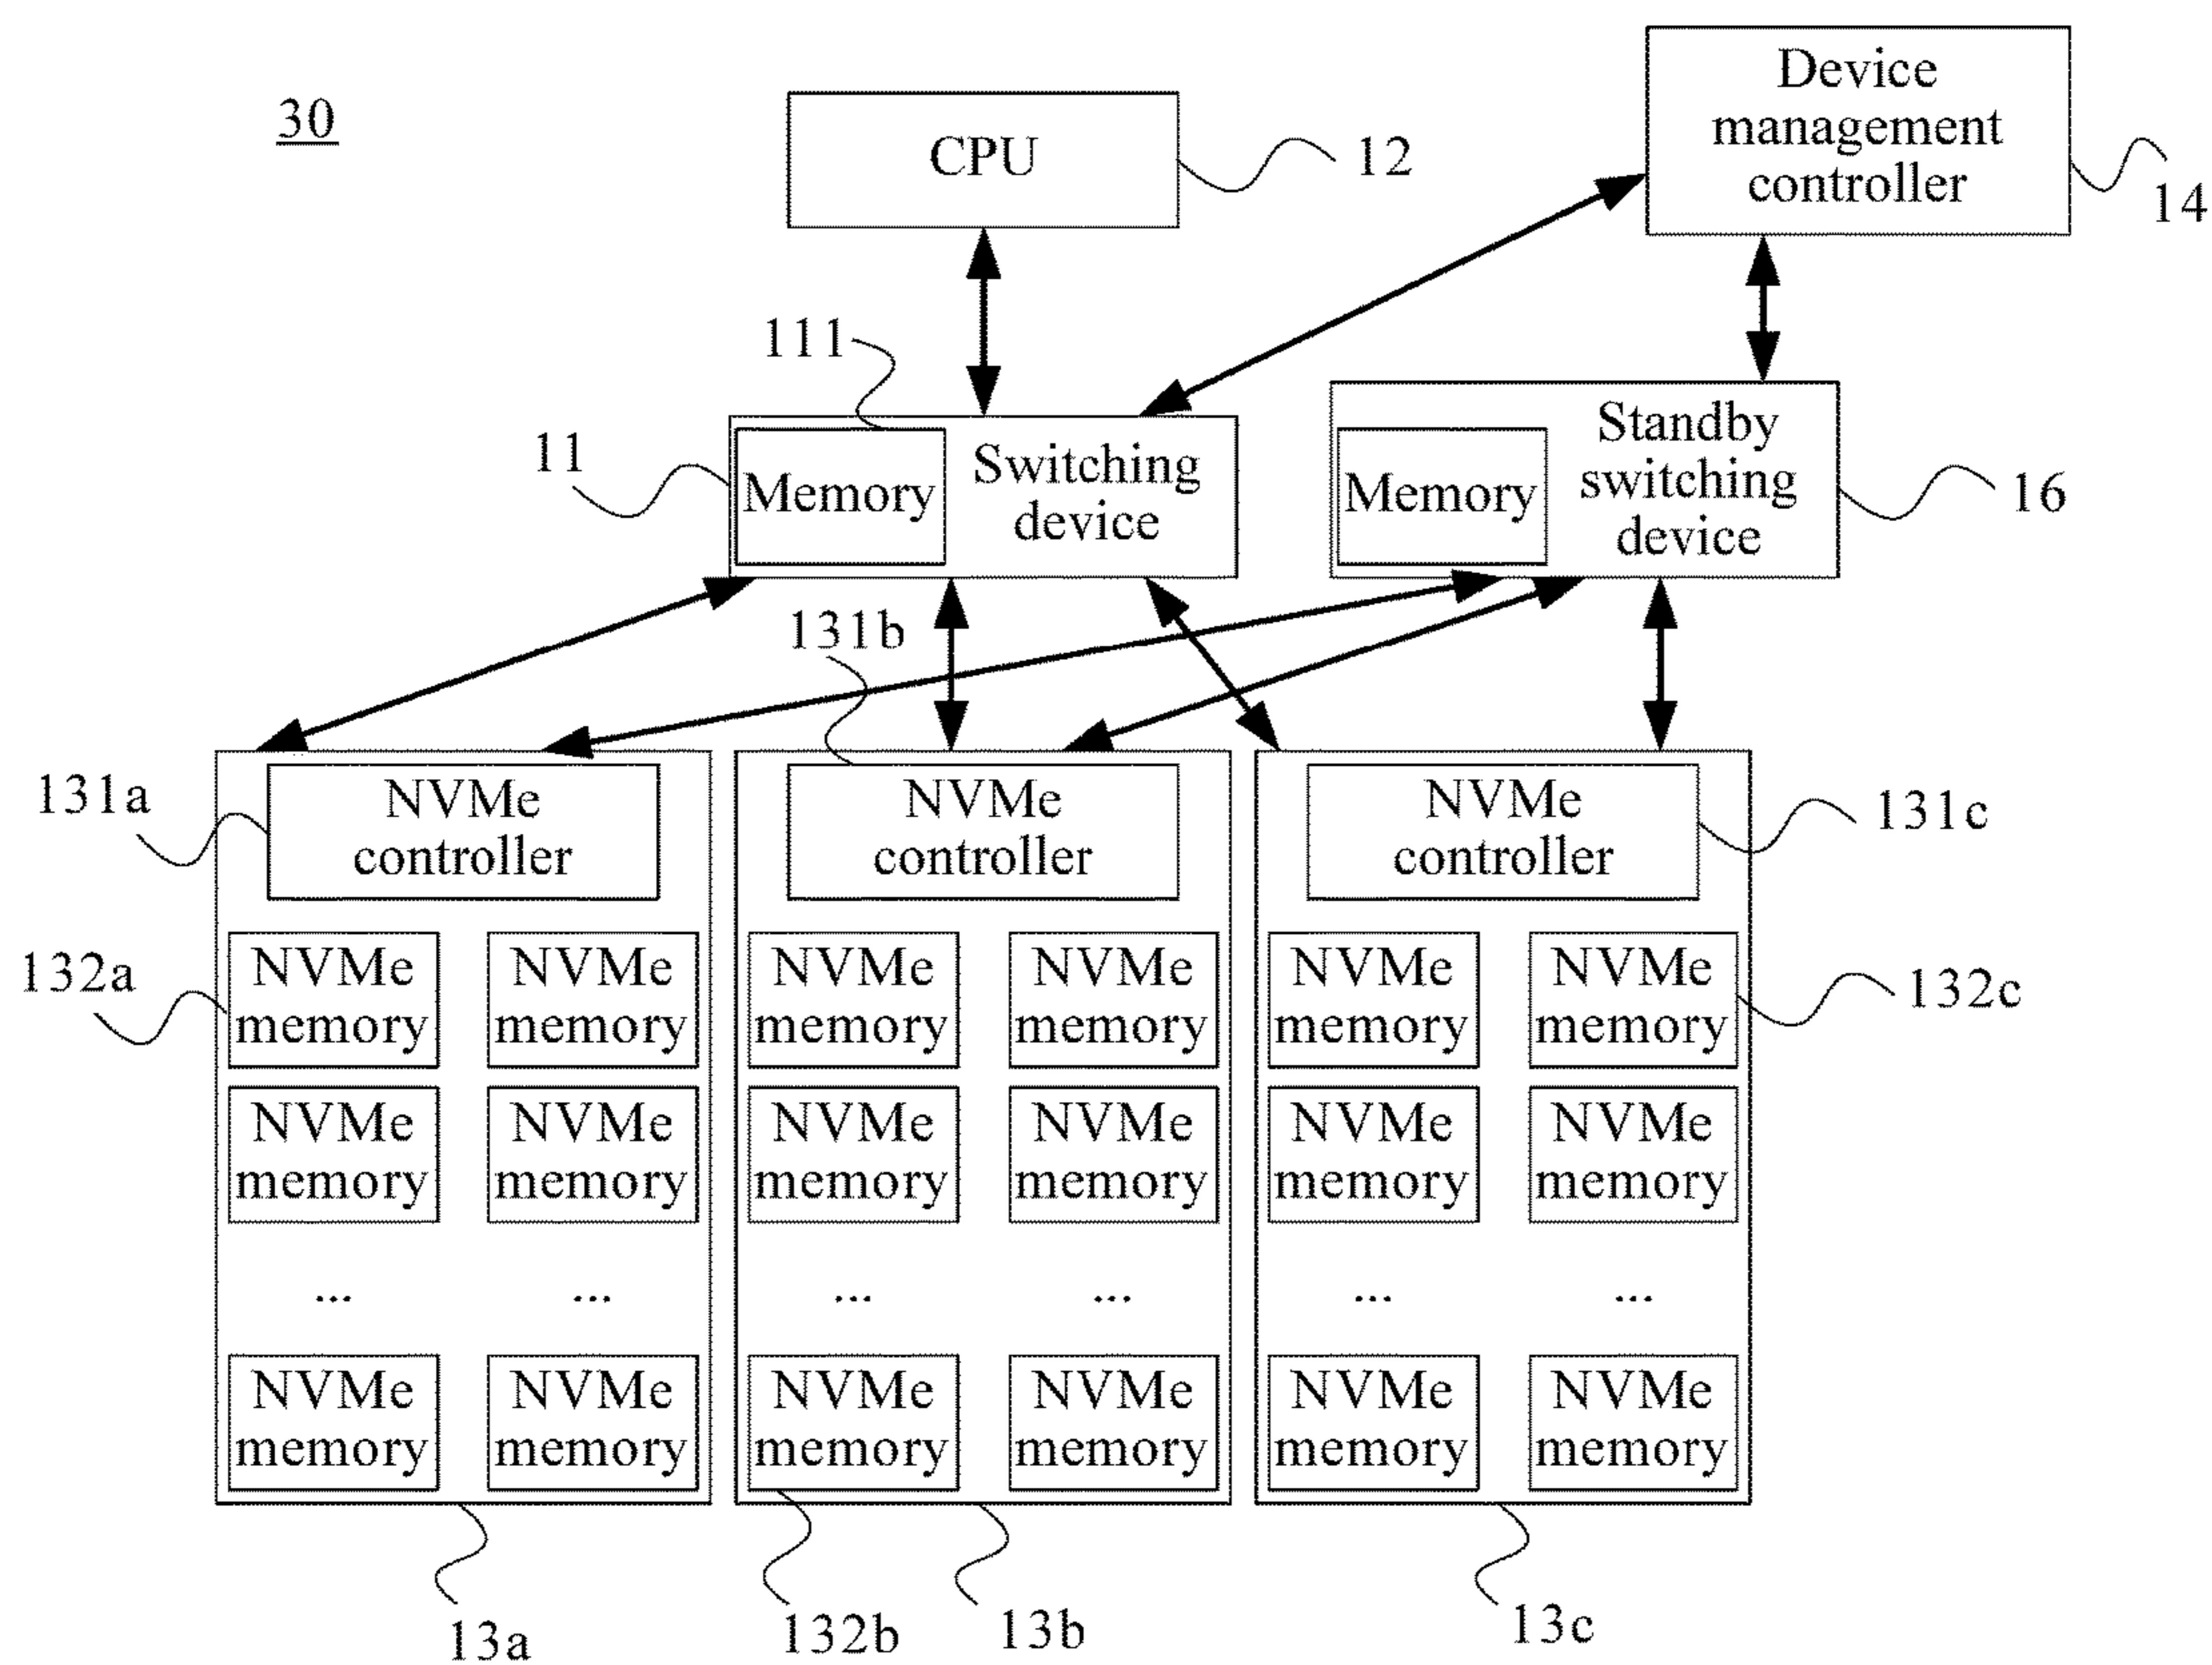 30
CPU
12
Device
management
controller
14
111
11
Memory
Switching
device
Memory
Standby
switching
device
16
131b
131a
NVMe
controller
NVMe
controller
NVMe
controller
131c
132a
NVMe
memory
NVMe
memory
NVMe
memory
NVMe
memory
NVMe
memory
NVMe
memory
132c
NVMe
memory
NVMe
memory
NVMe
memory
NVMe
memory
NVMe
memory
NVMe
memory
...
...
...
...
...
...
NVMe
memory
NVMe
memory
NVMe
memory
NVMe
memory
NVMe
memory
NVMe
memory
13a
132b
13b
13c